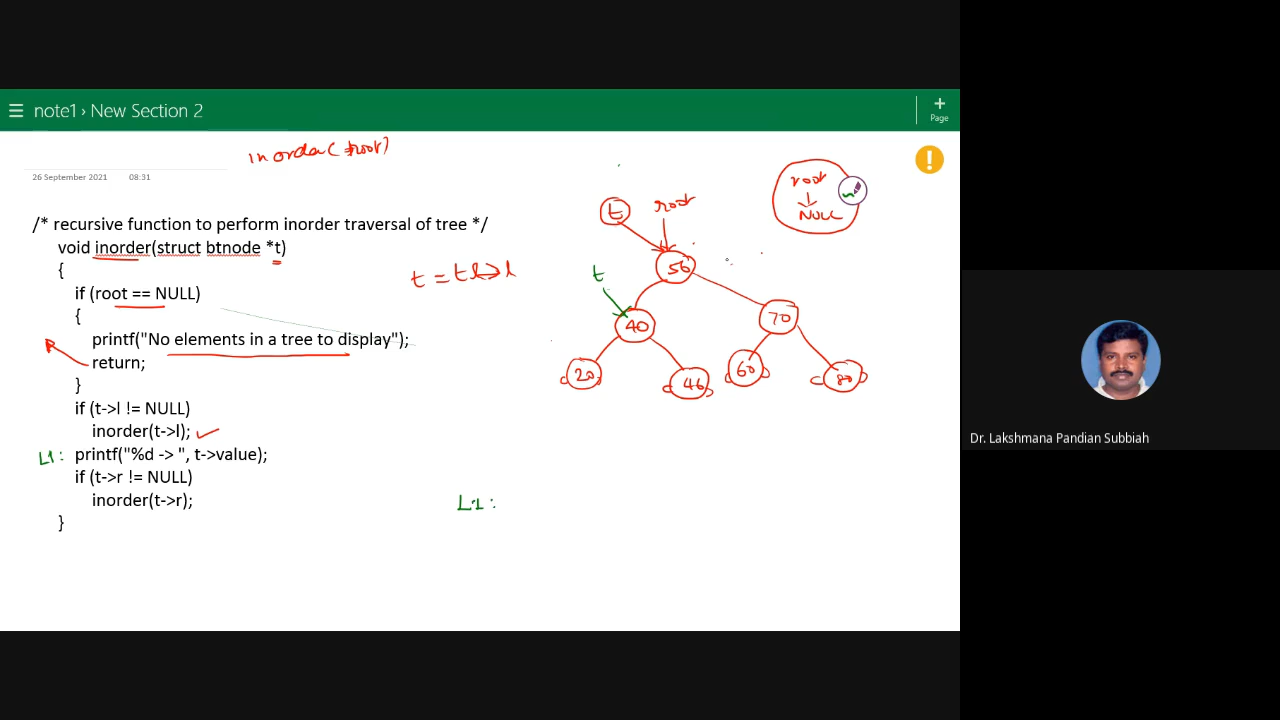 note1 › New Section 2
+
Page
inorder(root)
26 September 2021 08:31
/* recursive function to perform inorder traversal of tree */
void inorder(struct btnode *t)
{
if (root == NULL)
{
printf("No elements in a tree to display");
return;
}
if (t->l != NULL)
inorder(t->l);
L1: printf("%d -> ", t->value);
if (t->r != NULL)
inorder(t->r);
}
t =
L1:
t
root
56
t
40
70
20
46
60
80
root
NULL
!
Dr. Lakshmana Pandian Subbiah